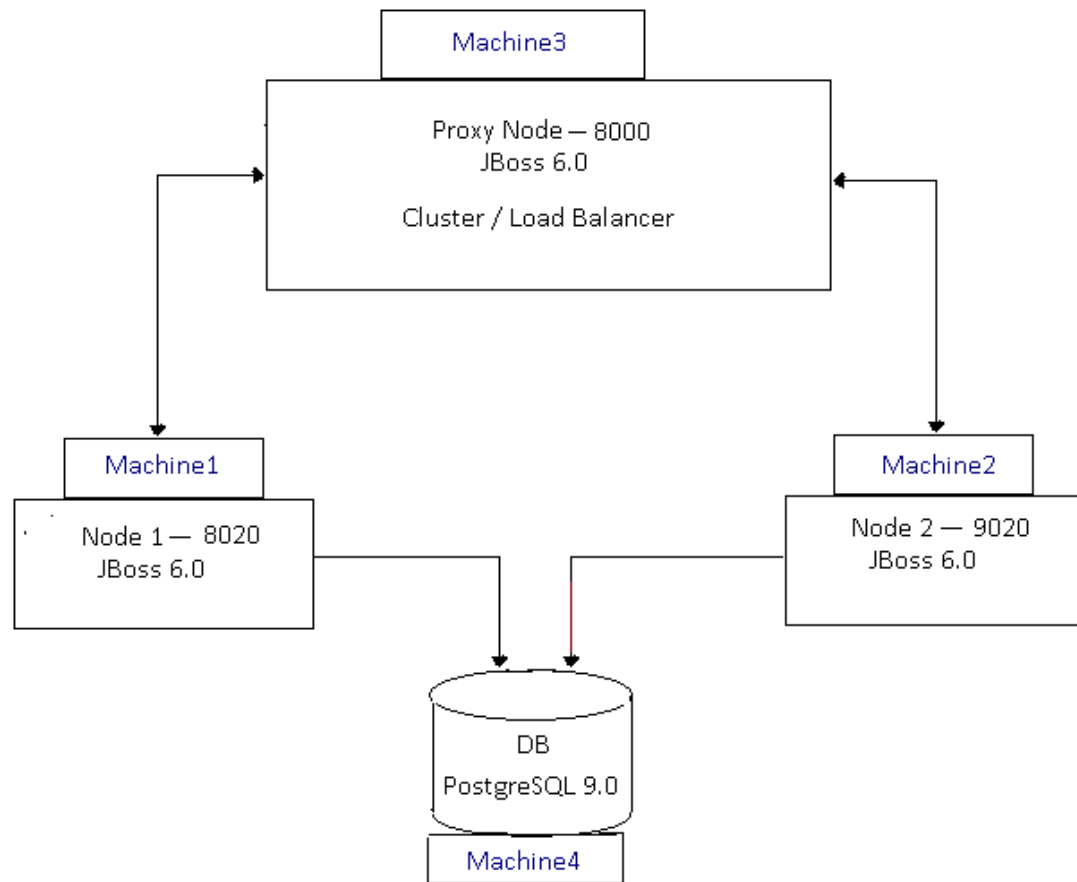 Machine3
Proxy Node – 8000
JBoss 6.0
Cluster / Load Balancer
Machine1
Node 1 – 8020
JBoss 6.0
Machine2
Node 2 – 9020
JBoss 6.0
DB
PostgreSQL 9.0
Machine4